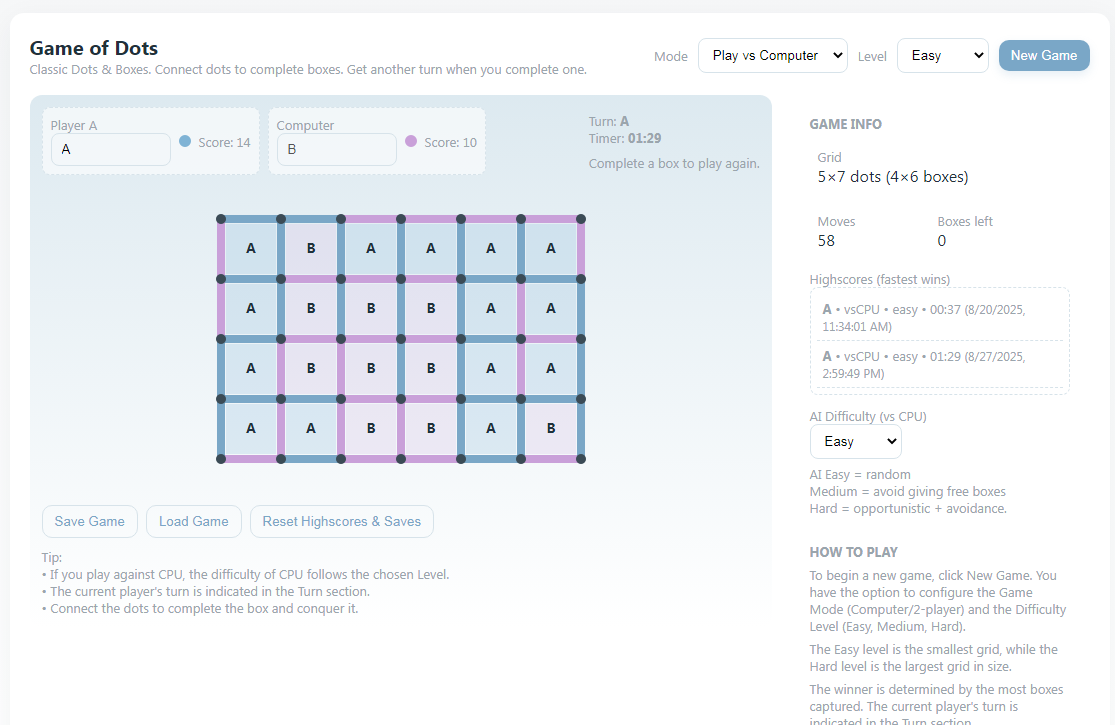 Game of Dots
Classic Dots & Boxes. Connect dots to complete boxes. Get another turn when you complete one.
Mode
Play vs Computer
Level
Easy
New Game
Player A
A
Score: 14
Computer
B
Score: 10
Turn: A
Timer: 01:29
Complete a box to play again.
A B A A A A
A B B B A A
A B B B A A
A A B B A B
Save Game
Load Game
Reset Highscores & Saves
Tip:
• If you play against CPU, the difficulty of CPU follows the chosen Level.
• The current player's turn is indicated in the Turn section.
• Connect the dots to complete the box and conquer it.
GAME INFO
Grid
5×7 dots (4×6 boxes)
Moves
58
Boxes left
0
Highscores (fastest wins)
A • vsCPU • easy • 00:37 (8/20/2025,
11:34:01 AM)
A • vsCPU • easy • 01:29 (8/27/2025,
2:59:49 PM)
AI Difficulty (vs CPU)
Easy
AI Easy = random
Medium = avoid giving free boxes
Hard = opportunistic + avoidance.
HOW TO PLAY
To begin a new game, click New Game. You
have the option to configure the Game
Mode (Computer/2-player) and the Difficulty
Level (Easy, Medium, Hard).
The Easy level is the smallest grid, while the
Hard level is the largest grid in size.
The winner is determined by the most boxes
captured. The current player's turn is
indicated in the Turn section.